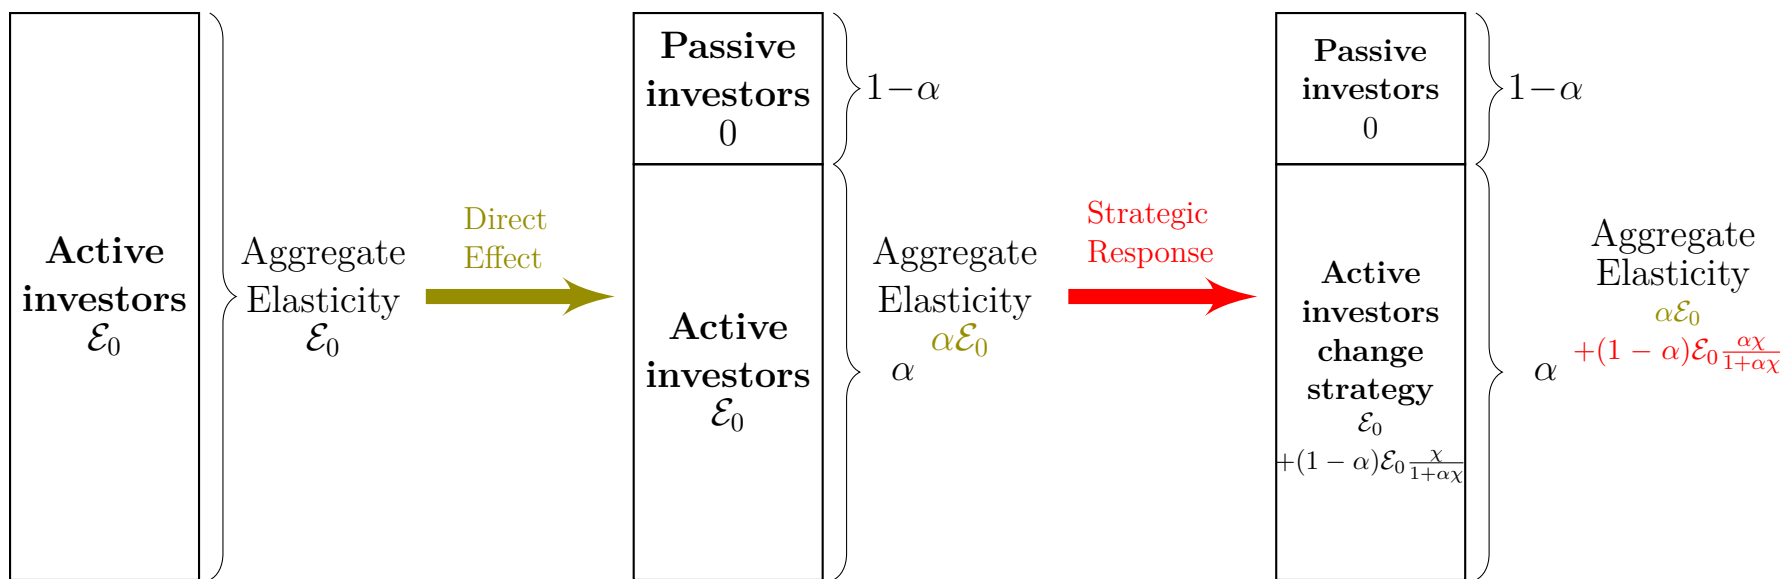 Active
investors
ℰ₀
Aggregate
Elasticity
ℰ₀
Direct
Effect
Passive
investors
0
1−α
Active
investors
ℰ₀
α
Aggregate
Elasticity
αℰ₀
Strategic
Response
Passive
investors
0
1−α
Active
investors
change
strategy
ℰ₀
+(1 − α)ℰ₀ χ/(1+αχ)
α
Aggregate
Elasticity
αℰ₀
+(1 − α)ℰ₀ αχ/(1+αχ)